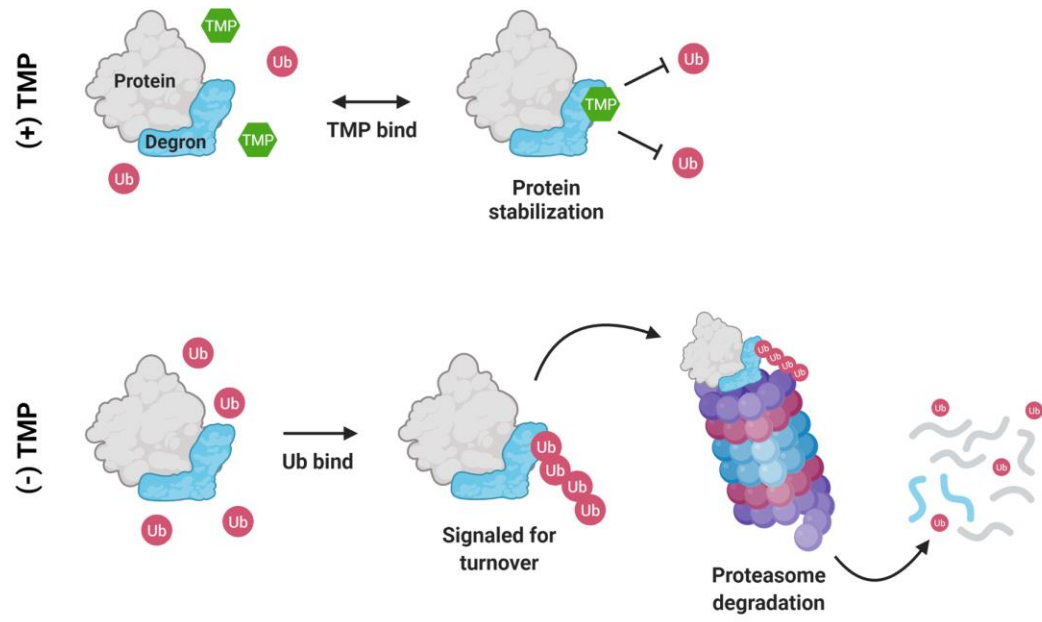 (+) TMP
TMP
Ub
Protein
Degron
TMP
Ub
TMP bind
TMP
Ub
Ub
Protein
stabilization
(-) TMP
Ub
Ub
Ub
Ub
Ub bind
Ub
Ub
Ub
Ub
Signaled for
turnover
Ub
Ub
Ub
Ub
Proteasome
degradation
Ub
Ub
Ub
Ub